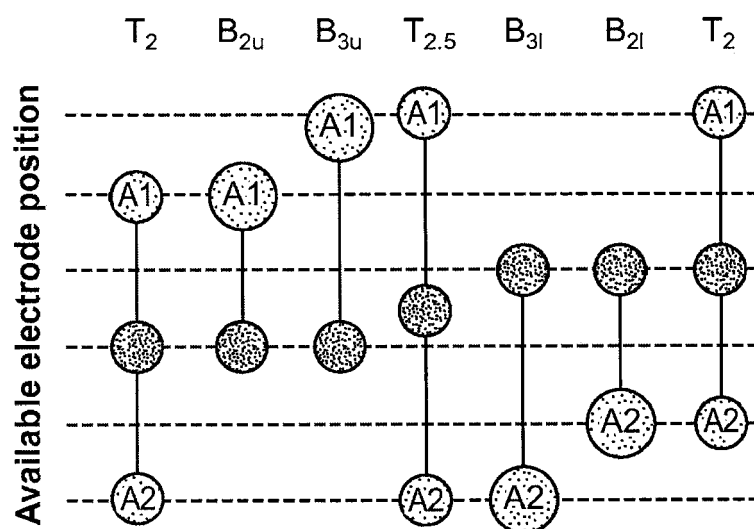 T2 B2u B3u T2.5 B3l B2l T2
Available electrode position
A1 A1
A1 A1 A1
A2 A2
A2 A2 A2